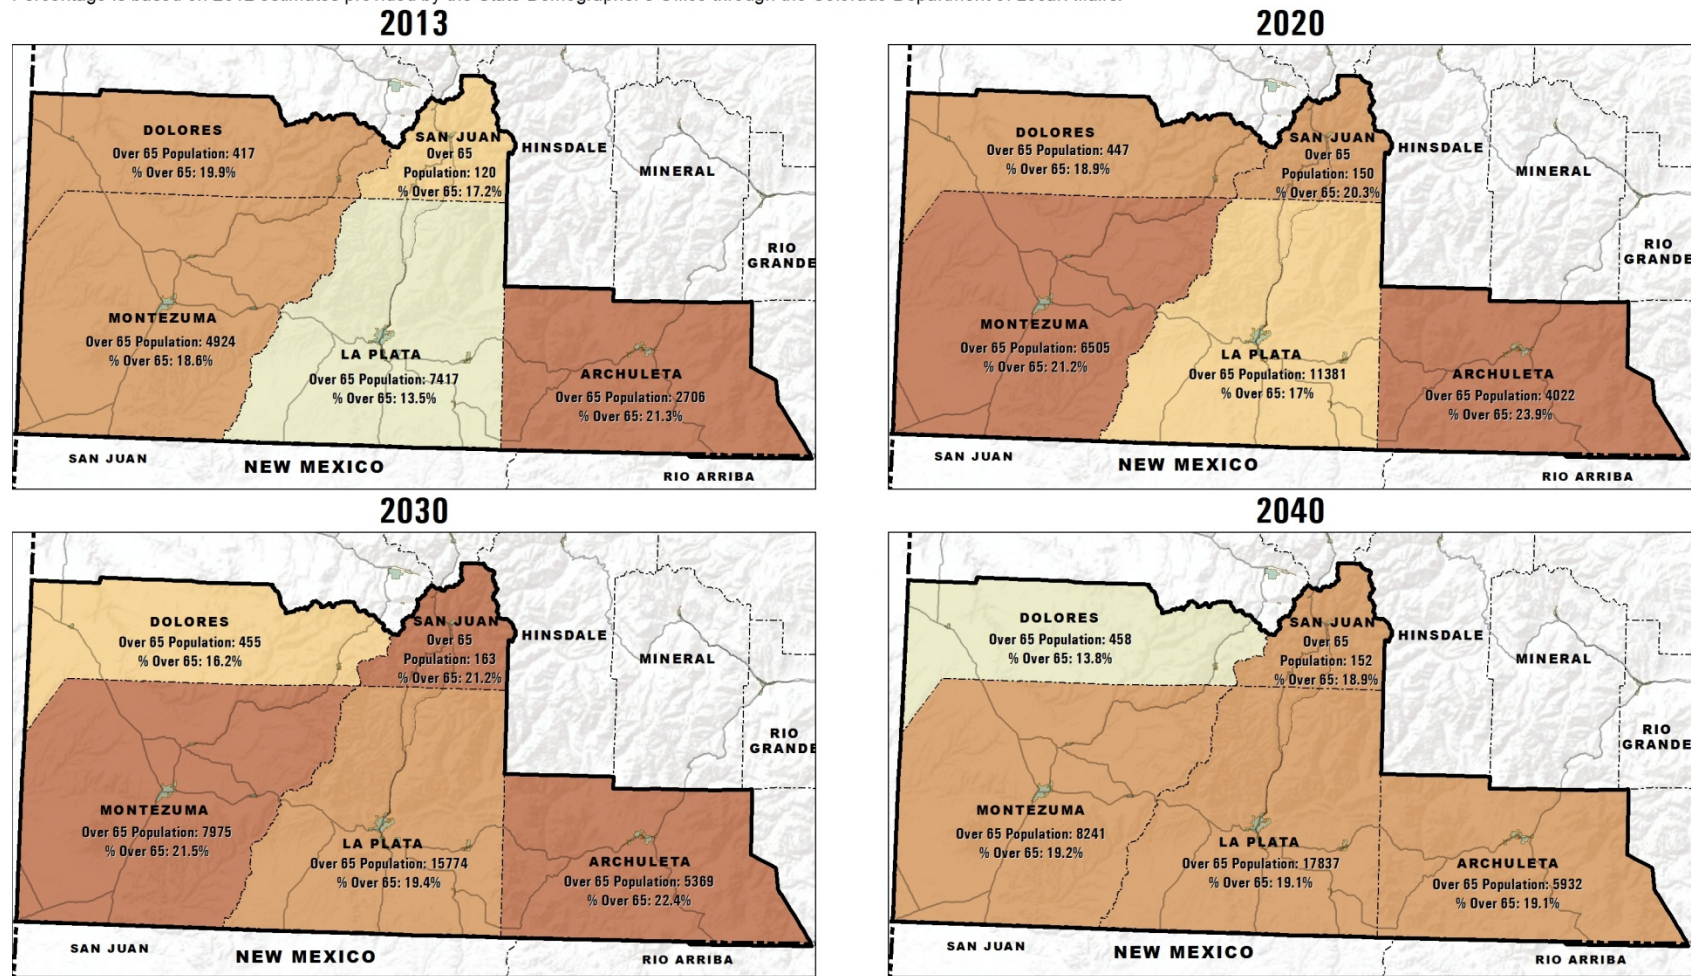 2013
DOLORES
Over 65 Population: 417
% Over 65: 19.9%
SAN JUAN
Over 65
Population: 120
% Over 65: 17.2%
HINSDALE
MINERAL
RIO
GRANDE
MONTEZUMA
Over 65 Population: 4924
% Over 65: 18.6%
LA PLATA
Over 65 Population: 7417
% Over 65: 13.5%
ARCHULETA
Over 65 Population: 2706
% Over 65: 21.3%
SAN JUAN
NEW MEXICO
RIO ARRIBA
2020
DOLORES
Over 65 Population: 447
% Over 65: 18.9%
SAN JUAN
Over 65
Population: 150
% Over 65: 20.3%
HINSDALE
MINERAL
RIO
GRANDE
MONTEZUMA
Over 65 Population: 6505
% Over 65: 21.2%
LA PLATA
Over 65 Population: 11381
% Over 65: 17%
ARCHULETA
Over 65 Population: 4022
% Over 65: 23.9%
SAN JUAN
NEW MEXICO
RIO ARRIBA
2030
DOLORES
Over 65 Population: 455
% Over 65: 16.2%
SAN JUAN
Over 65
Population: 163
% Over 65: 21.2%
HINSDALE
MINERAL
RIO
GRANDE
MONTEZUMA
Over 65 Population: 7975
% Over 65: 21.5%
LA PLATA
Over 65 Population: 15774
% Over 65: 19.4%
ARCHULETA
Over 65 Population: 5369
% Over 65: 22.4%
SAN JUAN
NEW MEXICO
RIO ARRIBA
2040
DOLORES
Over 65 Population: 458
% Over 65: 13.8%
SAN JUAN
Over 65
Population: 152
% Over 65: 18.9%
HINSDALE
MINERAL
RIO
GRANDE
MONTEZUMA
Over 65 Population: 8241
% Over 65: 19.2%
LA PLATA
Over 65 Population: 17837
% Over 65: 19.1%
ARCHULETA
Over 65 Population: 5932
% Over 65: 19.1%
SAN JUAN
NEW MEXICO
RIO ARRIBA